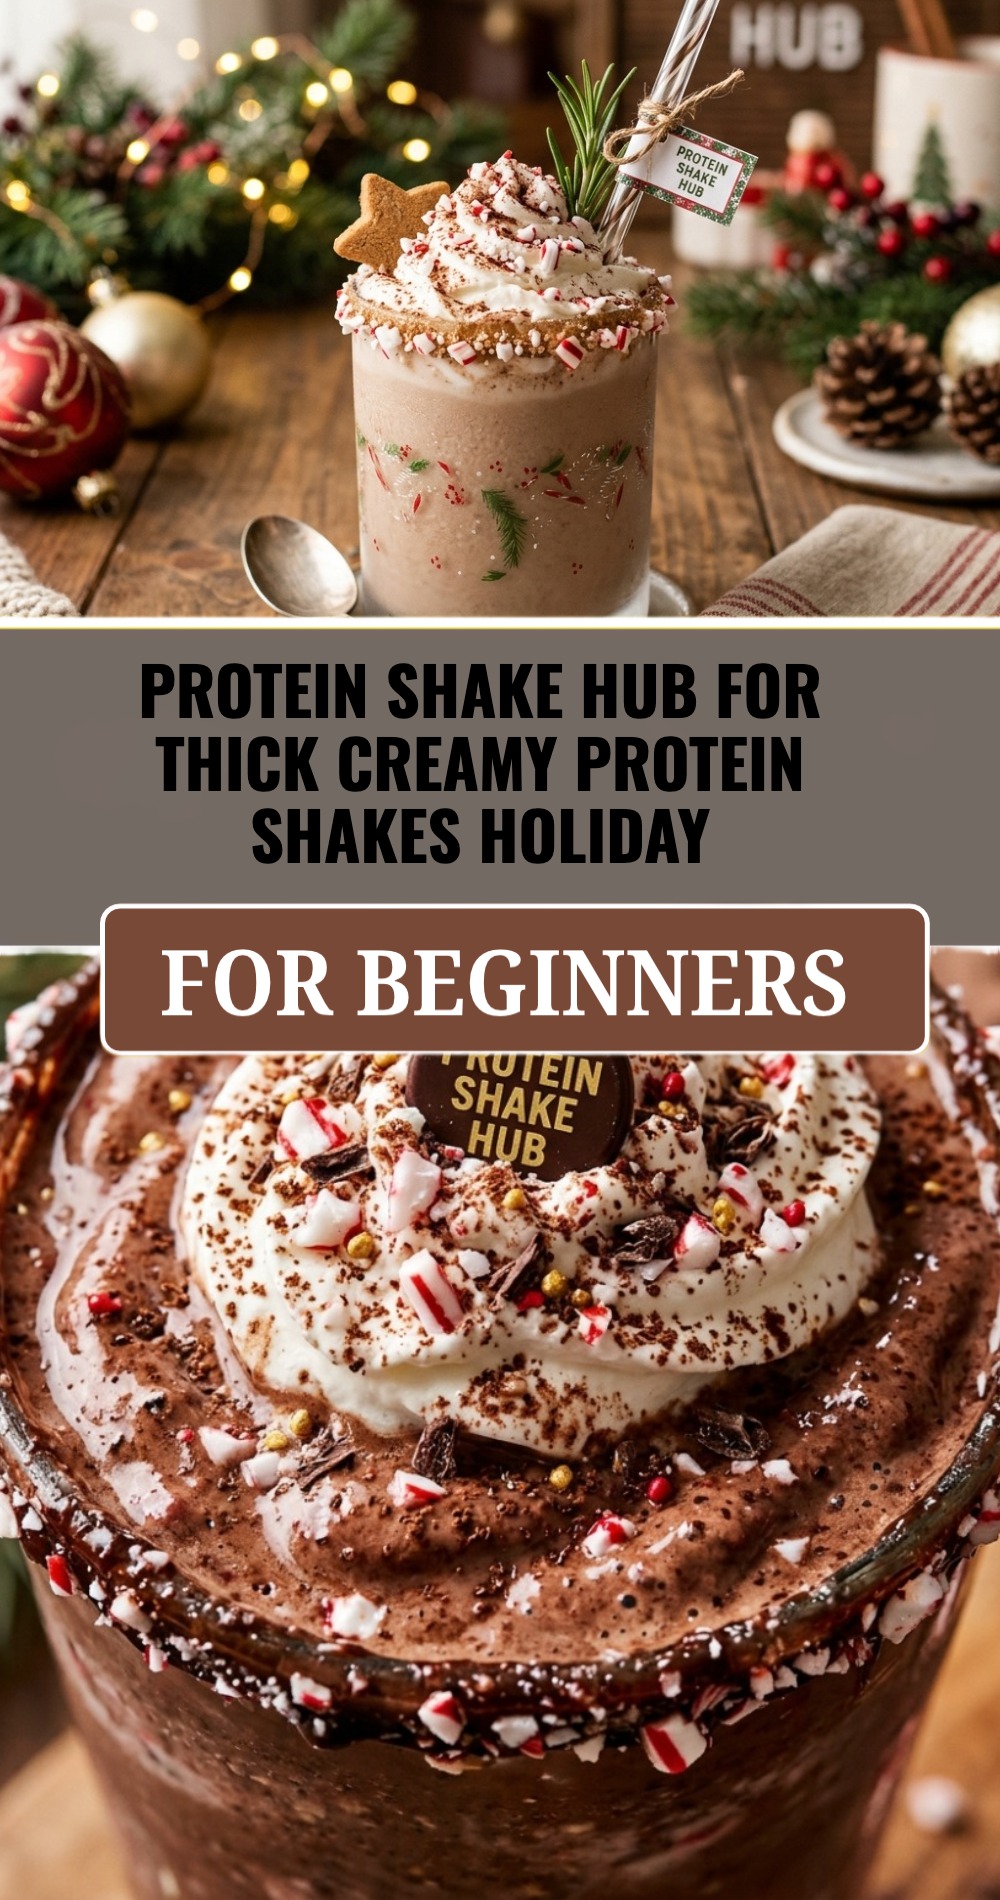 HUB
PROTEIN
SHAKE
HUB
PROTEIN SHAKE HUB FOR
THICK CREAMY PROTEIN
SHAKES HOLIDAY
FOR BEGINNERS
PROTEIN
SHAKE
HUB